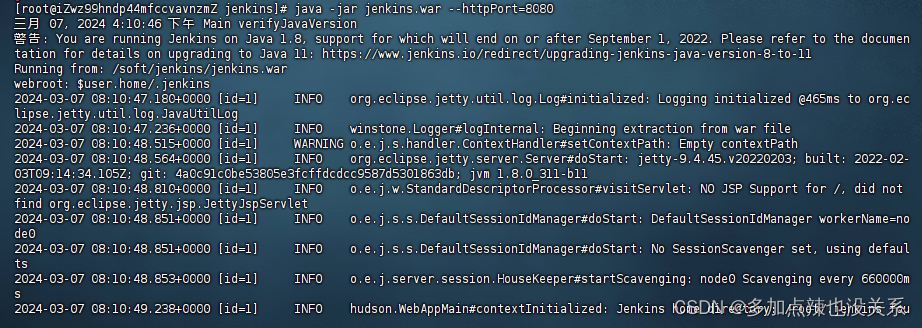 [root@iZwz99hndp44mfccvavnzmZ jenkins]# java -jar jenkins.war --httpPort=8080
三月 07, 2024 4:10:46 下午 Main verifyJavaVersion
警告: You are running Jenkins on Java 1.8, support for which will end on or after September 1, 2022. Please refer to the documen
tation for details on upgrading to Java 11: https://www.jenkins.io/redirect/upgrading-jenkins-java-version-8-to-11
Running from: /soft/jenkins/jenkins.war
webroot: $user.home/.jenkins
2024-03-07 08:10:47.180+0000 [id=1] INFO org.eclipse.jetty.util.log.Log#initialized: Logging initialized @465ms to org.ec
lipse.jetty.util.log.JavaUtilLog
2024-03-07 08:10:47.236+0000 [id=1] INFO winstone.Logger#logInternal: Beginning extraction from war file
2024-03-07 08:10:48.515+0000 [id=1] WARNING o.e.j.s.handler.ContextHandler#setContextPath: Empty contextPath
2024-03-07 08:10:48.564+0000 [id=1] INFO org.eclipse.jetty.server.Server#doStart: jetty-9.4.45.v20220203; built: 2022-02-
03T09:14:34.105Z; git: 4a0c91c0be53805e3fcffdcdcc9587d5301863db; jvm 1.8.0_311-b11
2024-03-07 08:10:48.810+0000 [id=1] INFO o.e.j.w.StandardDescriptorProcessor#visitServlet: NO JSP Support for /, did not
find org.eclipse.jetty.jsp.JettyJspServlet
2024-03-07 08:10:48.851+0000 [id=1] INFO o.e.j.s.s.DefaultSessionIdManager#doStart: DefaultSessionIdManager workerName=no
de0
2024-03-07 08:10:48.851+0000 [id=1] INFO o.e.j.s.s.DefaultSessionIdManager#doStart: No SessionScavenger set, using defaul
ts
2024-03-07 08:10:48.853+0000 [id=1] INFO o.e.j.server.session.HouseKeeper#startScavenging: node0 Scavenging every 660000m
s
2024-03-07 08:10:49.238+0000 [id=1] INFO hudson.WebAppMain#contextInitialized: Jenkins home directory: /root/.jenkins fou
CSDN @多加点辣也没关系